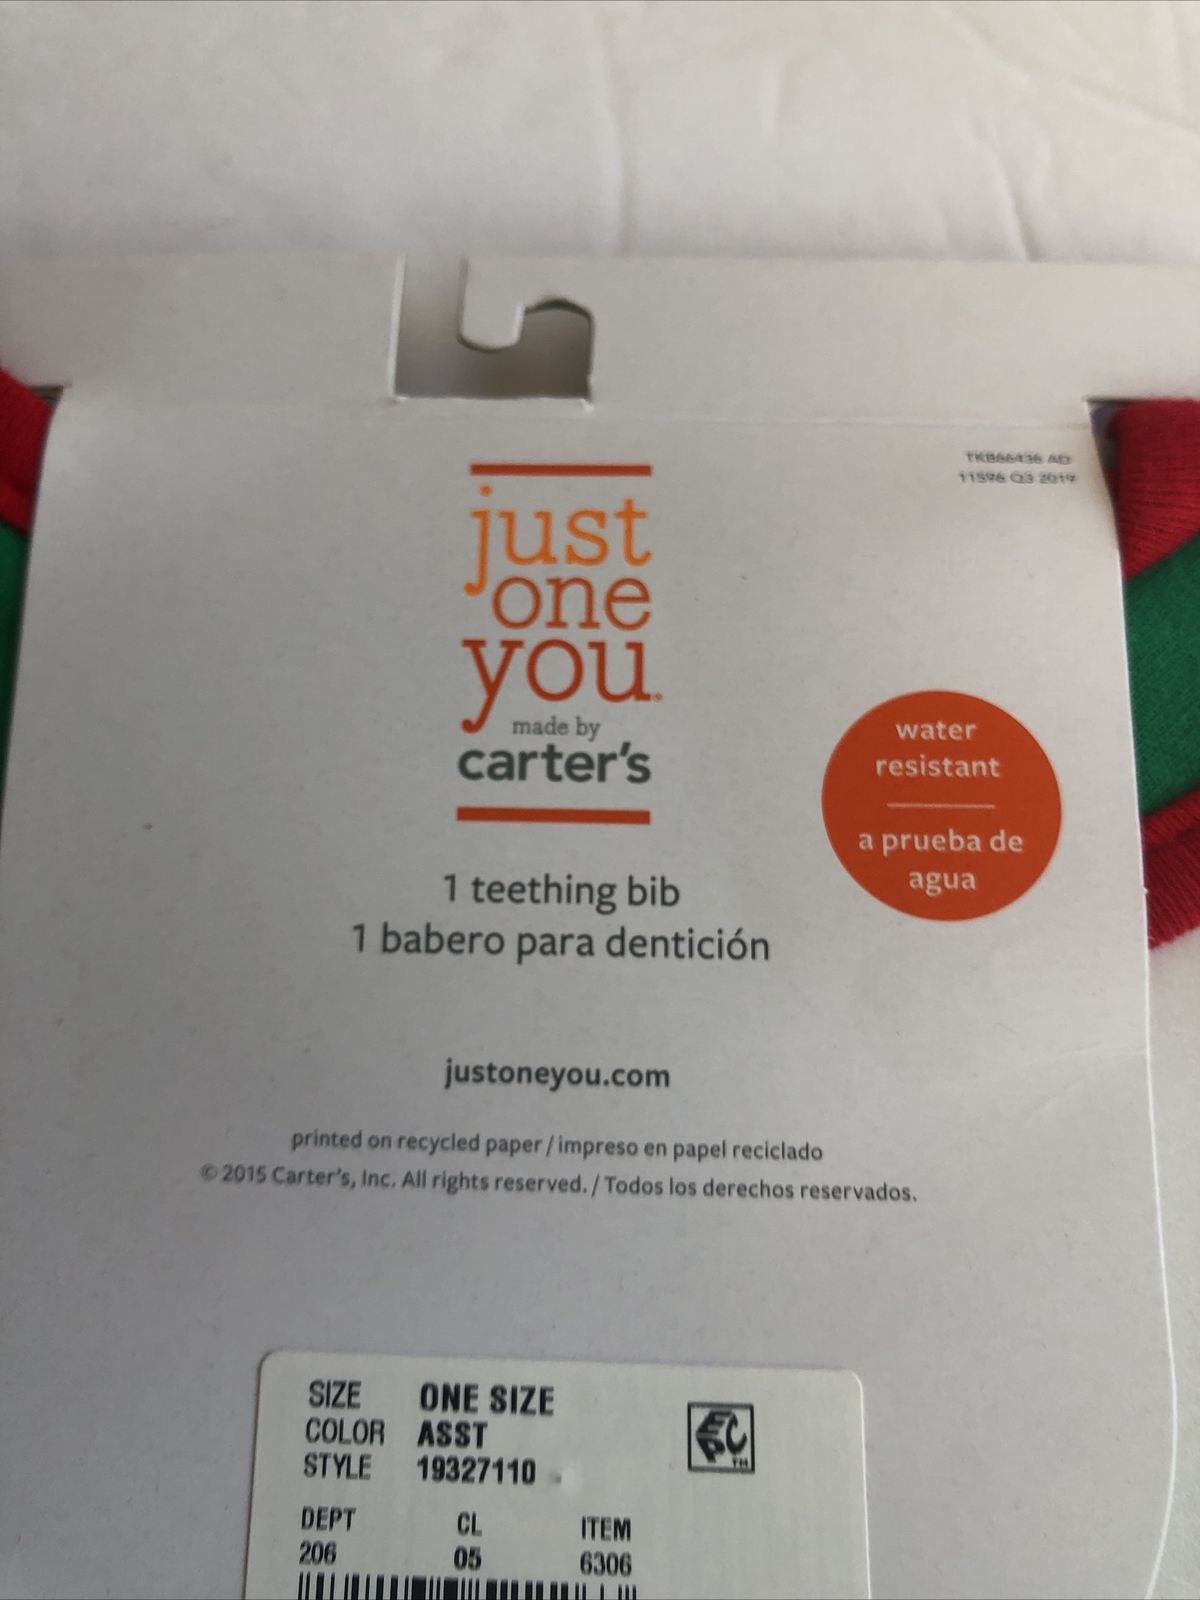 TKB66436 AD
11596 Q3 2019
just
one
you®
made by
carter's
water
resistant
a prueba de
agua
1 teething bib
1 babero para dentición
justoneyou.com
printed on recycled paper / impreso en papel reciclado
© 2015 Carter's, Inc. All rights reserved. / Todos los derechos reservados.
SIZE ONE SIZE
COLOR ASST
STYLE 19327110
EPC™
DEPT CL ITEM
206 05 6306